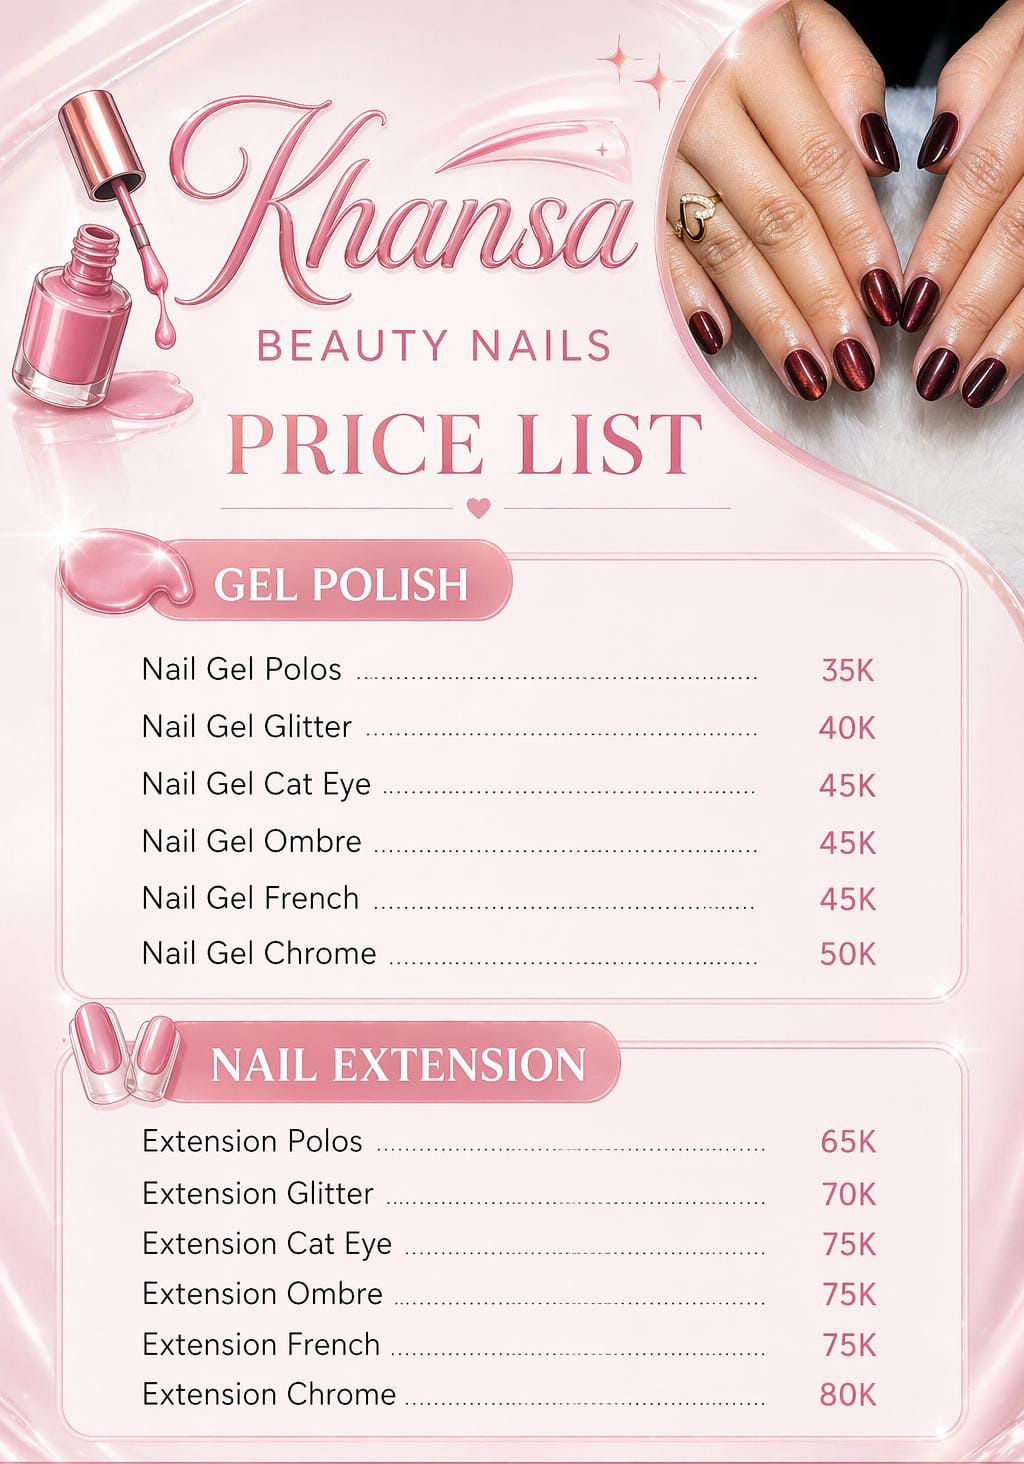 Khansa
BEAUTY NAILS
PRICE LIST
GEL POLISH
Nail Gel Polos 35K
Nail Gel Glitter 40K
Nail Gel Cat Eye 45K
Nail Gel Ombre 45K
Nail Gel French 45K
Nail Gel Chrome 50K
NAIL EXTENSION
Extension Polos 65K
Extension Glitter 70K
Extension Cat Eye 75K
Extension Ombre 75K
Extension French 75K
Extension Chrome 80K